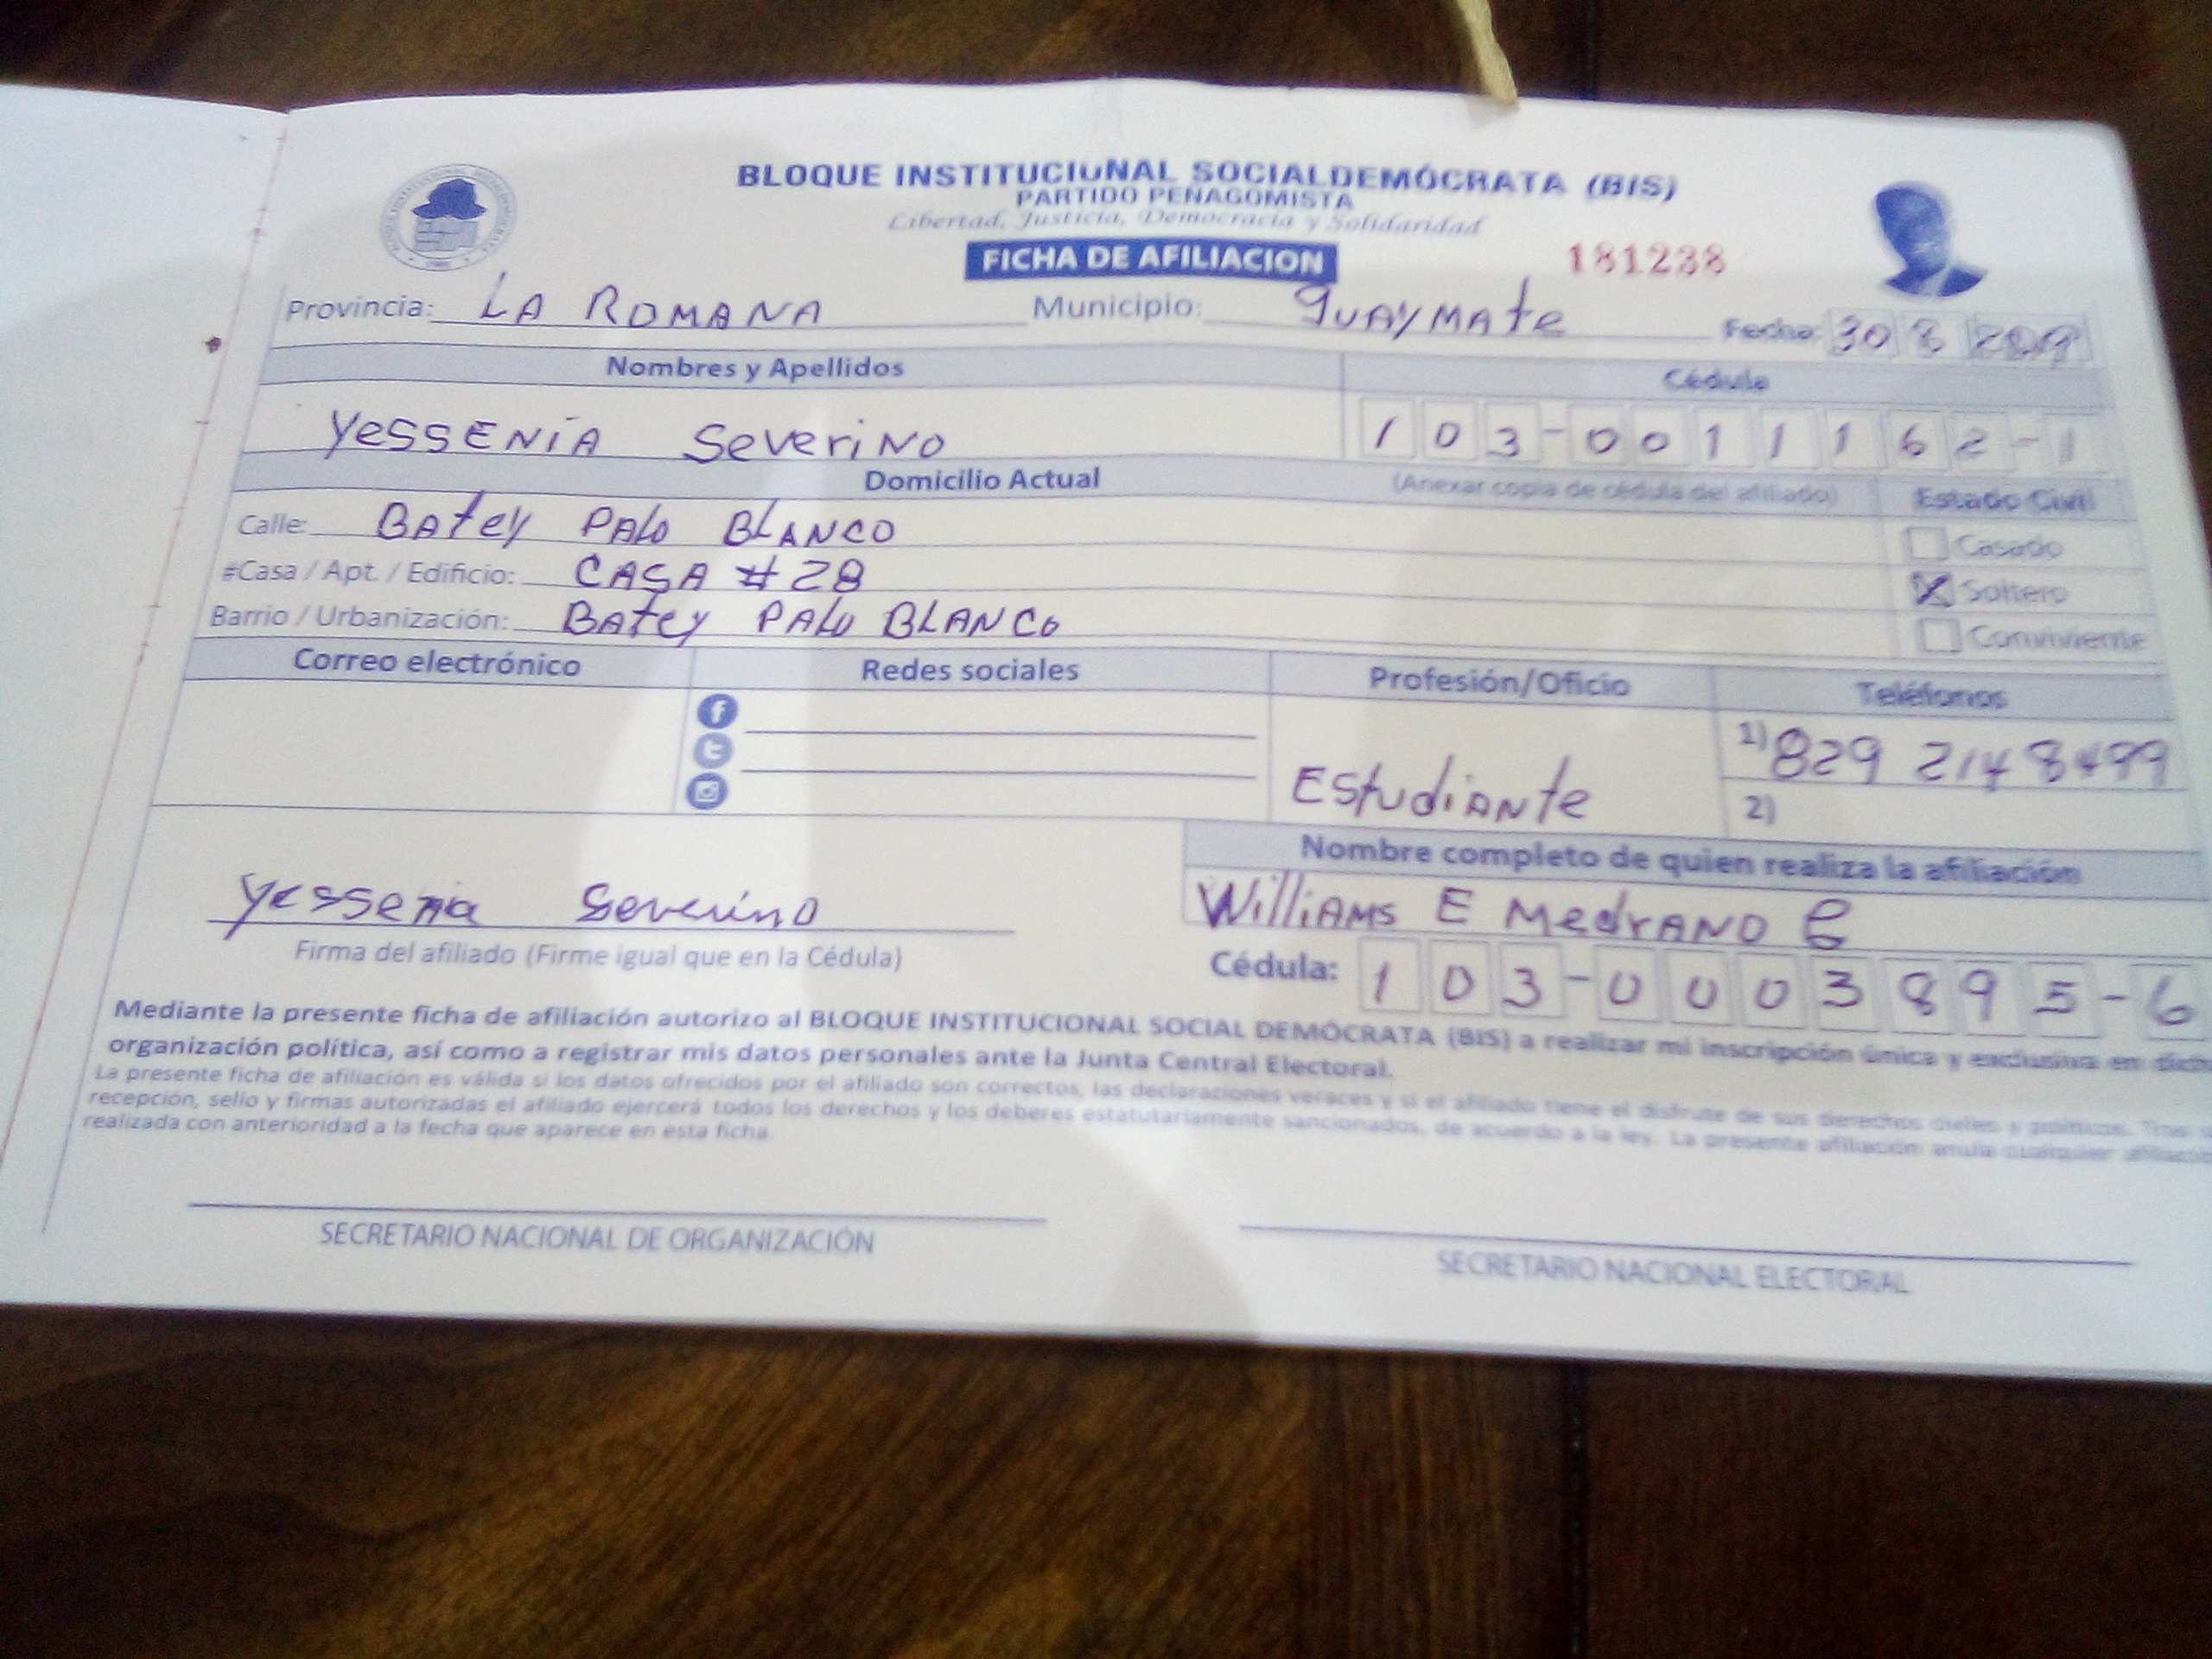 BLOQUE INSTITUCIONAL SOCIALDEMÓCRATA (BIS)
PARTIDO PEÑAGOMISTA
Libertad, Justicia, Democracia y Solidaridad
FICHA DE AFILIACION
181238
Provincia: LA ROMANA Municipio: guAYMAte Fecha: 30 8
Nombres y Apellidos Cédula
YESSENIA SeveriNO 103-0011162-1
Domicilio Actual (Anexar copia de cédula del afiliado) Estado Civil
Calle: BAtey PALo BLANCO Casado
#Casa / Apt. / Edificio: CASA #28 X Soltero
Barrio / Urbanización: BAtey PALo BLANCo Conviviente
Correo electrónico Redes sociales Profesión/Oficio Teléfonos
EStudiANte 1) 829 214 8499
2)
Nombre completo de quien realiza la afiliación
Yessenia Severino WilliAMS E MedrANO
Firma del afiliado (Firme igual que en la Cédula) Cédula: 103-0003895-6
Mediante la presente ficha de afiliación autorizo al BLOQUE INSTITUCIONAL SOCIAL DEMÓCRATA (BIS) a realizar mi inscripción única y exclusiva en
organización política, así como a registrar mis datos personales ante la Junta Central Electoral.
La presente ficha de afiliación es válida si los datos ofrecidos por el afiliado son correctos, las declaraciones veraces y si el afiliado tiene el disfrute de sus derechos civiles y políticos. Tras
recepción, sello y firmas autorizadas el afiliado ejercerá todos los derechos y los deberes estatutariamente sancionados, de acuerdo a la ley. La presente afiliación anula cualquier
realizada con anterioridad a la fecha que aparece en esta ficha.
SECRETARIO NACIONAL DE ORGANIZACIÓN SECRETARIO NACIONAL ELECTORAL